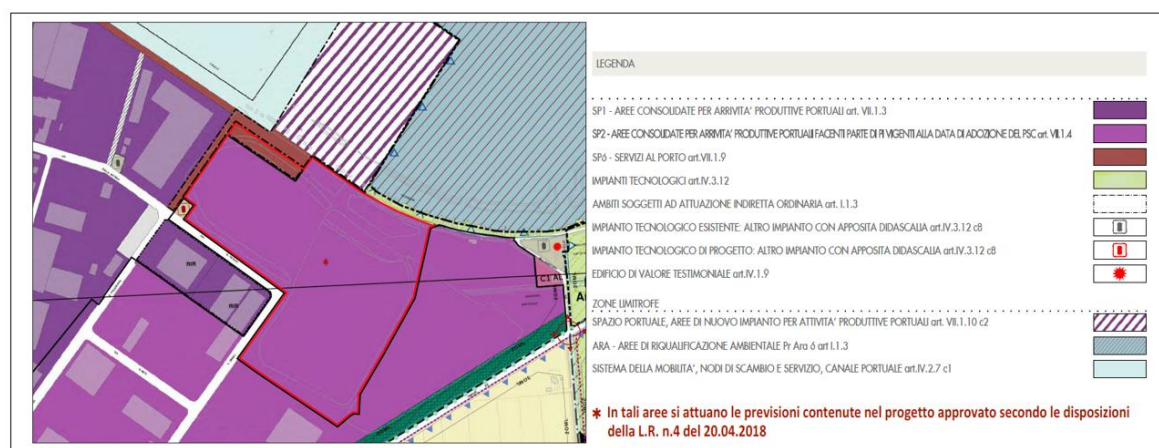 LEGENDA
SP1 - AREE CONSOLIDATE PER ARRIVITA' PRODUTTIVE PORTUALI art. VII.1.3
SP2 - AREE CONSOLIDATE PER ARRIVITA' PRODUTTIVE PORTUALI FACENTI PARTE DI PI VIGENTI ALLA DATA DI ADOZIONE DEL PSC art. VII.1.4
SP6 - SERVIZI AL PORTO art.VII.1.9
IMPIANTI TECNOLOGICI art.IV.3.12
AMBITI SOGGETTI AD ATTUAZIONE INDIRETTA ORDINARIA art. I.1.3
IMPIANTO TECNOLOGICO ESISTENTE: ALTRO IMPIANTO CON APPOSITA DIDASCALIA art.IV.3.12 c8
IMPIANTO TECNOLOGICO DI PROGETTO: ALTRO IMPIANTO CON APPOSITA DIDASCALIA art.IV.3.12 c8
EDIFICIO DI VALORE TESTIMONIALE art.IV.1.9
ZONE LIMITROFE
SPAZIO PORTUALE, AREE DI NUOVO IMPIANTO PER ATTIVITA' PRODUTTIVE PORTUALI art. VII.1.10 c2
ARA - AREE DI RIQUALIFICAZIONE AMBIENTALE Pr Ara 6 art I.1.3
SISTEMA DELLA MOBILITA', NODI DI SCAMBIO E SERVIZIO, CANALE PORTUALE art.IV.2.7 c1
* In tali aree si attuano le previsioni contenute nel progetto approvato secondo le disposizioni
della L.R. n.4 del 20.04.2018
C1 AL